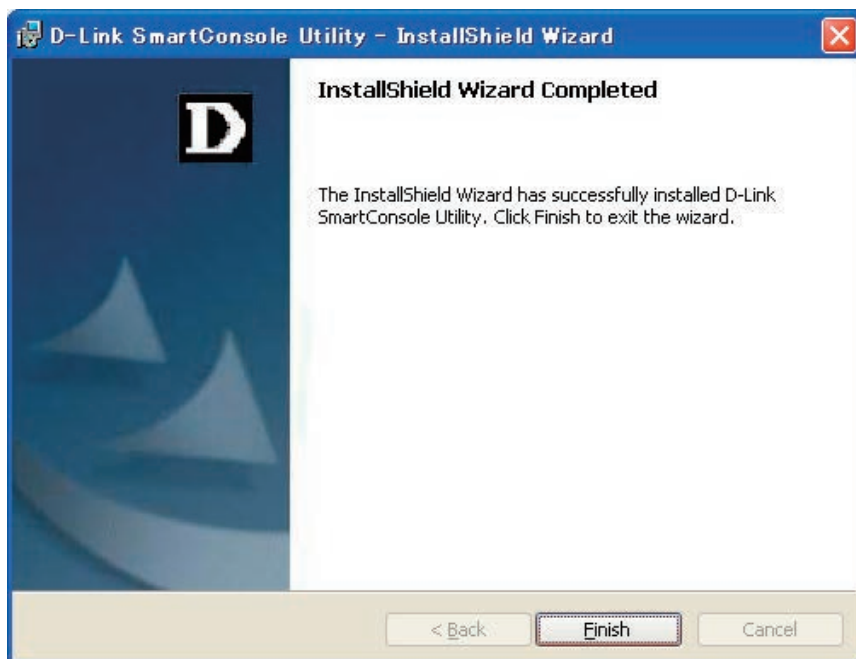 D-Link SmartConsole Utility - InstallShield Wizard
D
InstallShield Wizard Completed
The InstallShield Wizard has successfully installed D-Link
SmartConsole Utility. Click Finish to exit the wizard.
< Back
Finish
Cancel